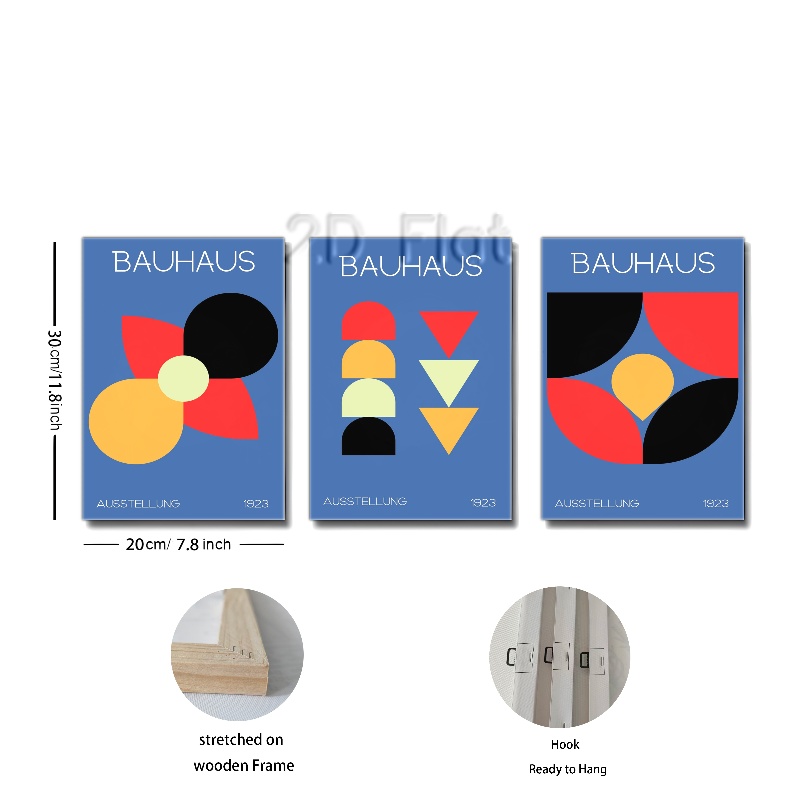 2D Flat
BAUHAUS
BAUHAUS
BAUHAUS
30cm/11.8inch
AUSSTELLUNG 1923
AUSSTELLUNG 1923
AUSSTELLUNG 1923
20cm/ 7.8 inch
stretched on
wooden Frame
Hook
Ready to Hang